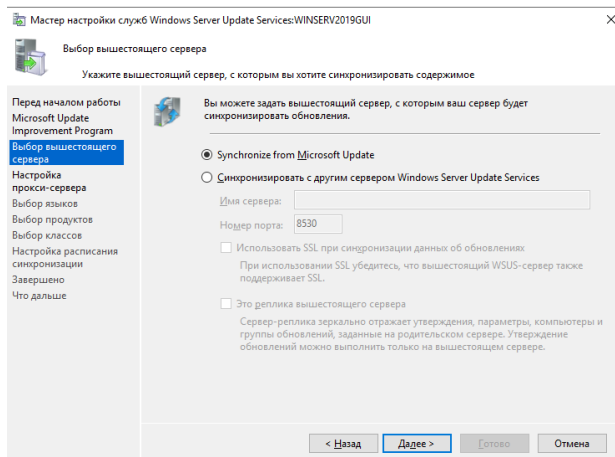 Мастер настройки служб Windows Server Update Services:WINSERV2019GUI
Выбор вышестоящего сервера
Укажите вышестоящий сервер, с которым вы хотите синхронизировать содержимое
Перед началом работы
Microsoft Update
Improvement Program
Выбор вышестоящего
сервера
Настройка
прокси-сервера
Выбор языков
Выбор продуктов
Выбор классов
Настройка расписания
синхронизации
Завершено
Что дальше
Вы можете задать вышестоящий сервер, с которым ваш сервер будет
синхронизировать обновления.
Synchronize from Microsoft Update
Синхронизировать с другим сервером Windows Server Update Services
Имя сервера:
Номер порта: 8530
Использовать SSL при синхронизации данных об обновлениях
При использовании SSL убедитесь, что вышестоящий WSUS-сервер также
поддерживает SSL.
Это реплика вышестоящего сервера
Сервер-реплика зеркально отражает утверждения, параметры, компьютеры и
группы обновлений, заданные на родительском сервере. Утверждение
обновлений можно выполнить только на вышестоящем сервере.
< Назад Далее > Готово Отмена